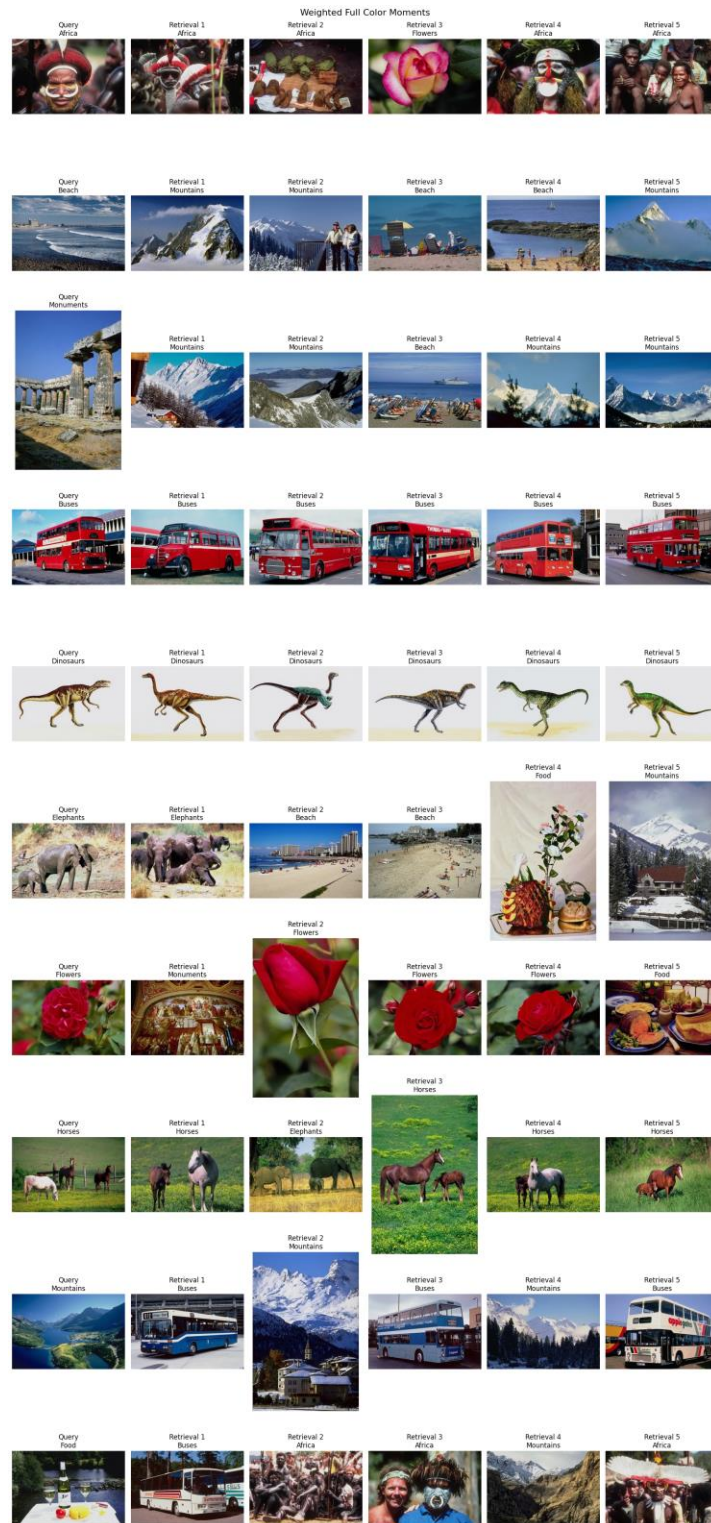 Weighted Full Color Moments
Query
Africa
Retrieval 1
Africa
Retrieval 2
Africa
Retrieval 3
Flowers
Retrieval 4
Africa
Retrieval 5
Africa
Query
Beach
Retrieval 1
Mountains
Retrieval 2
Mountains
Retrieval 3
Beach
Retrieval 4
Beach
Retrieval 5
Mountains
Query
Monuments
Retrieval 1
Mountains
Retrieval 2
Mountains
Retrieval 3
Beach
Retrieval 4
Mountains
Retrieval 5
Mountains
Query
Buses
Retrieval 1
Buses
Retrieval 2
Buses
Retrieval 3
Buses
Retrieval 4
Buses
Retrieval 5
Buses
Query
Dinosaurs
Retrieval 1
Dinosaurs
Retrieval 2
Dinosaurs
Retrieval 3
Dinosaurs
Retrieval 4
Dinosaurs
Retrieval 5
Dinosaurs
Query
Elephants
Retrieval 1
Elephants
Retrieval 2
Beach
Retrieval 3
Beach
Retrieval 4
Food
Retrieval 5
Mountains
Query
Flowers
Retrieval 1
Monuments
Retrieval 2
Flowers
Retrieval 3
Flowers
Retrieval 4
Flowers
Retrieval 5
Food
Query
Horses
Retrieval 1
Horses
Retrieval 2
Elephants
Retrieval 3
Horses
Retrieval 4
Horses
Retrieval 5
Horses
Query
Mountains
Retrieval 1
Buses
Retrieval 2
Mountains
Retrieval 3
Buses
Retrieval 4
Mountains
Retrieval 5
Buses
Query
Food
Retrieval 1
Buses
Retrieval 2
Africa
Retrieval 3
Africa
Retrieval 4
Mountains
Retrieval 5
Africa